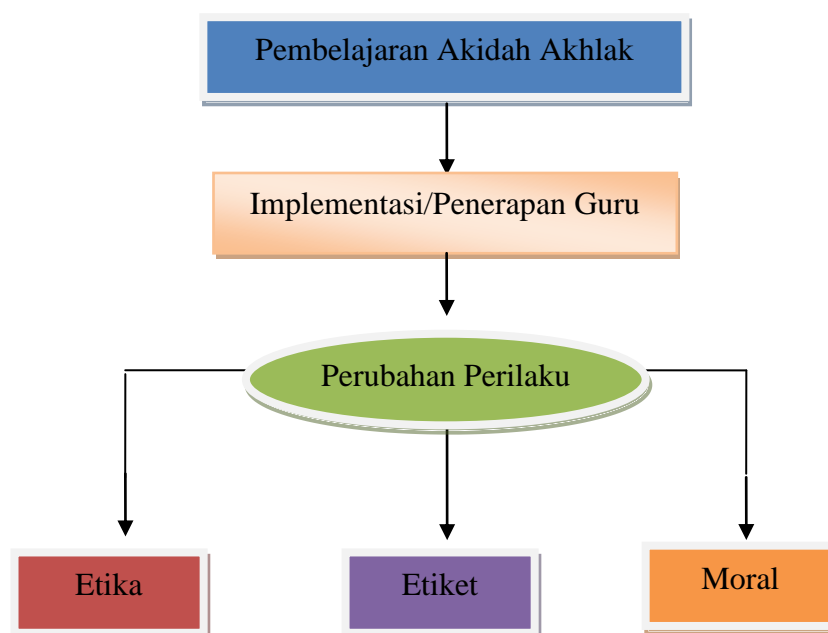 Pembelajaran Akidah Akhlak
Implementasi/Penerapan Guru
Perubahan Perilaku
Etika
Etiket
Moral